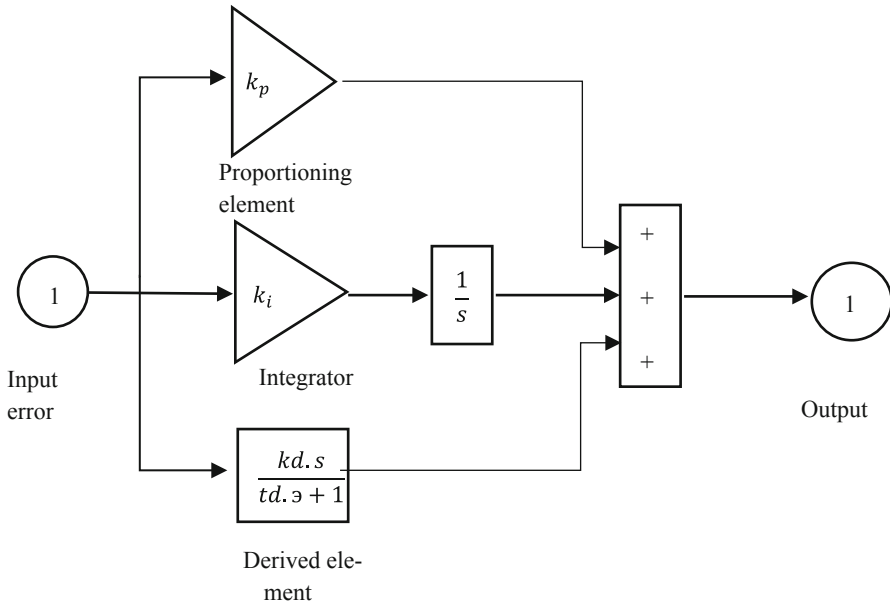 k_p
Proportioning
element
1
Input
error
k_i
Integrator
1
s
kd.s
td.э + 1
Derived ele-
ment
+
+
+
1
Output